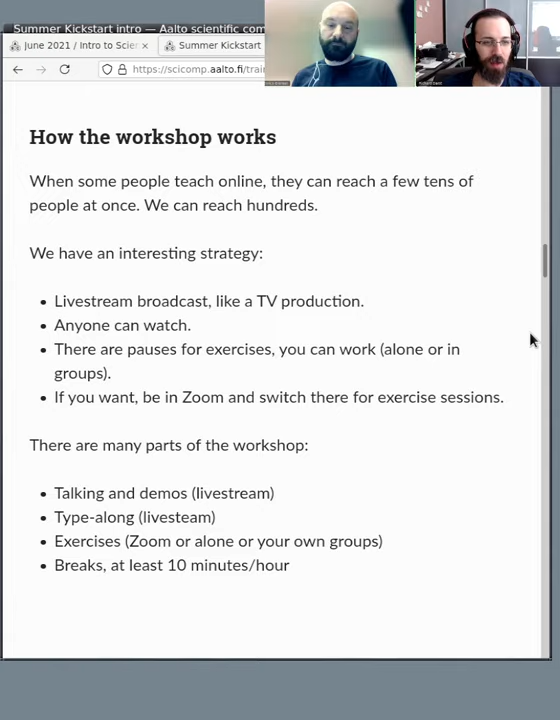 Summer Kickstart intro — Aalto scientific com
June 2021 / Intro to Scien ×
Summer Kickstart
https://scicomp.aalto.fi/trai
How the workshop works
When some people teach online, they can reach a few tens of
people at once. We can reach hundreds.
We have an interesting strategy:
• Livestream broadcast, like a TV production.
• Anyone can watch.
• There are pauses for exercises, you can work (alone or in
groups).
• If you want, be in Zoom and switch there for exercise sessions.
There are many parts of the workshop:
• Talking and demos (livestream)
• Type-along (livesteam)
• Exercises (Zoom or alone or your own groups)
• Breaks, at least 10 minutes/hour